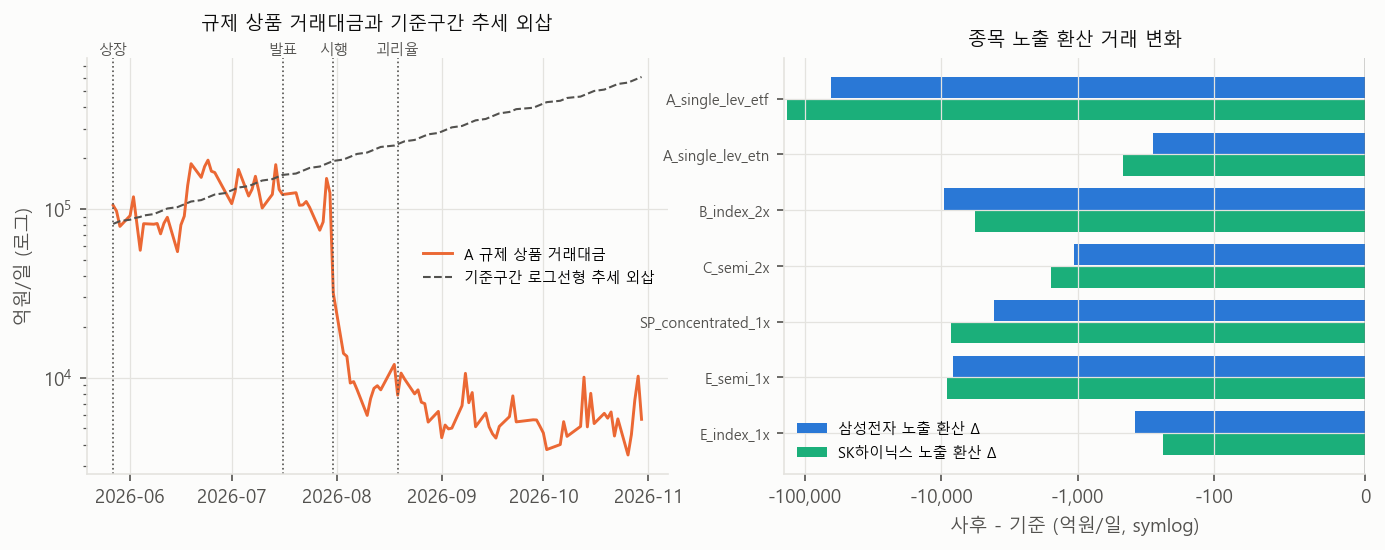 규제 상품 거래대금과 기준구간 추세 외삽
상장
발표
시행
괴리율
억원/일 (로그)
10⁵
10⁴
A 규제 상품 거래대금
기준구간 로그선형 추세 외삽
2026-06
2026-07
2026-08
2026-09
2026-10
2026-11
종목 노출 환산 거래 변화
A_single_lev_etf
A_single_lev_etn
B_index_2x
C_semi_2x
SP_concentrated_1x
E_semi_1x
E_index_1x
삼성전자 노출 환산 Δ
SK하이닉스 노출 환산 Δ
-100,000
-10,000
-1,000
-100
0
사후 - 기준 (억원/일, symlog)